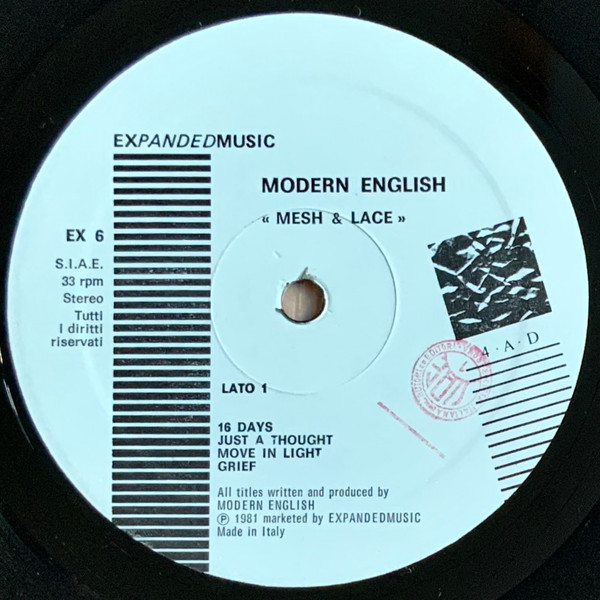 EXPANDEDMUSIC
MODERN ENGLISH
« MESH & LACE »
EX 6
S.I.A.E.
33 rpm
Stereo
Tutti
I diritti
riservati
4·A·D
LATO 1
16 DAYS
JUST A THOUGHT
MOVE IN LIGHT
GRIEF
All titles written and produced by
MODERN ENGLISH
Ⓟ 1981 marketed by EXPANDEDMUSIC
Made in Italy